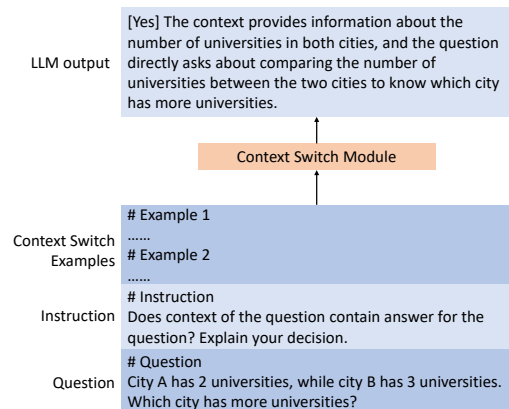 LLM output
[Yes] The context provides information about the
number of universities in both cities, and the question
directly asks about comparing the number of
universities between the two cities to know which city
has more universities.
Context Switch Module
Context Switch
Examples
# Example 1
......
# Example 2
......
Instruction
# Instruction
Does context of the question contain answer for the
question? Explain your decision.
Question
# Question
City A has 2 universities, while city B has 3 universities.
Which city has more universities?